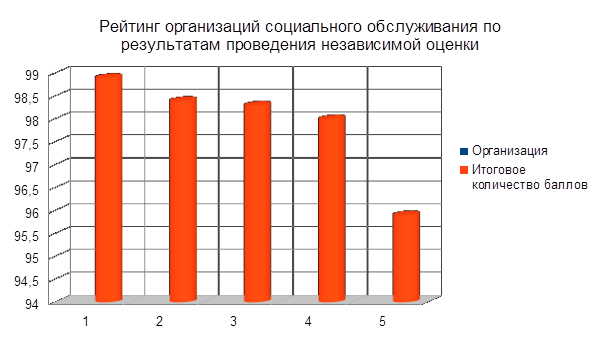 Рейтинг организаций социального обслуживания по
результатам проведения независимой оценки
99
98,5
98
97,5
97
96,5
96
95,5
95
94,5
94
1 2 3 4 5
Организация
Итоговое
количество баллов